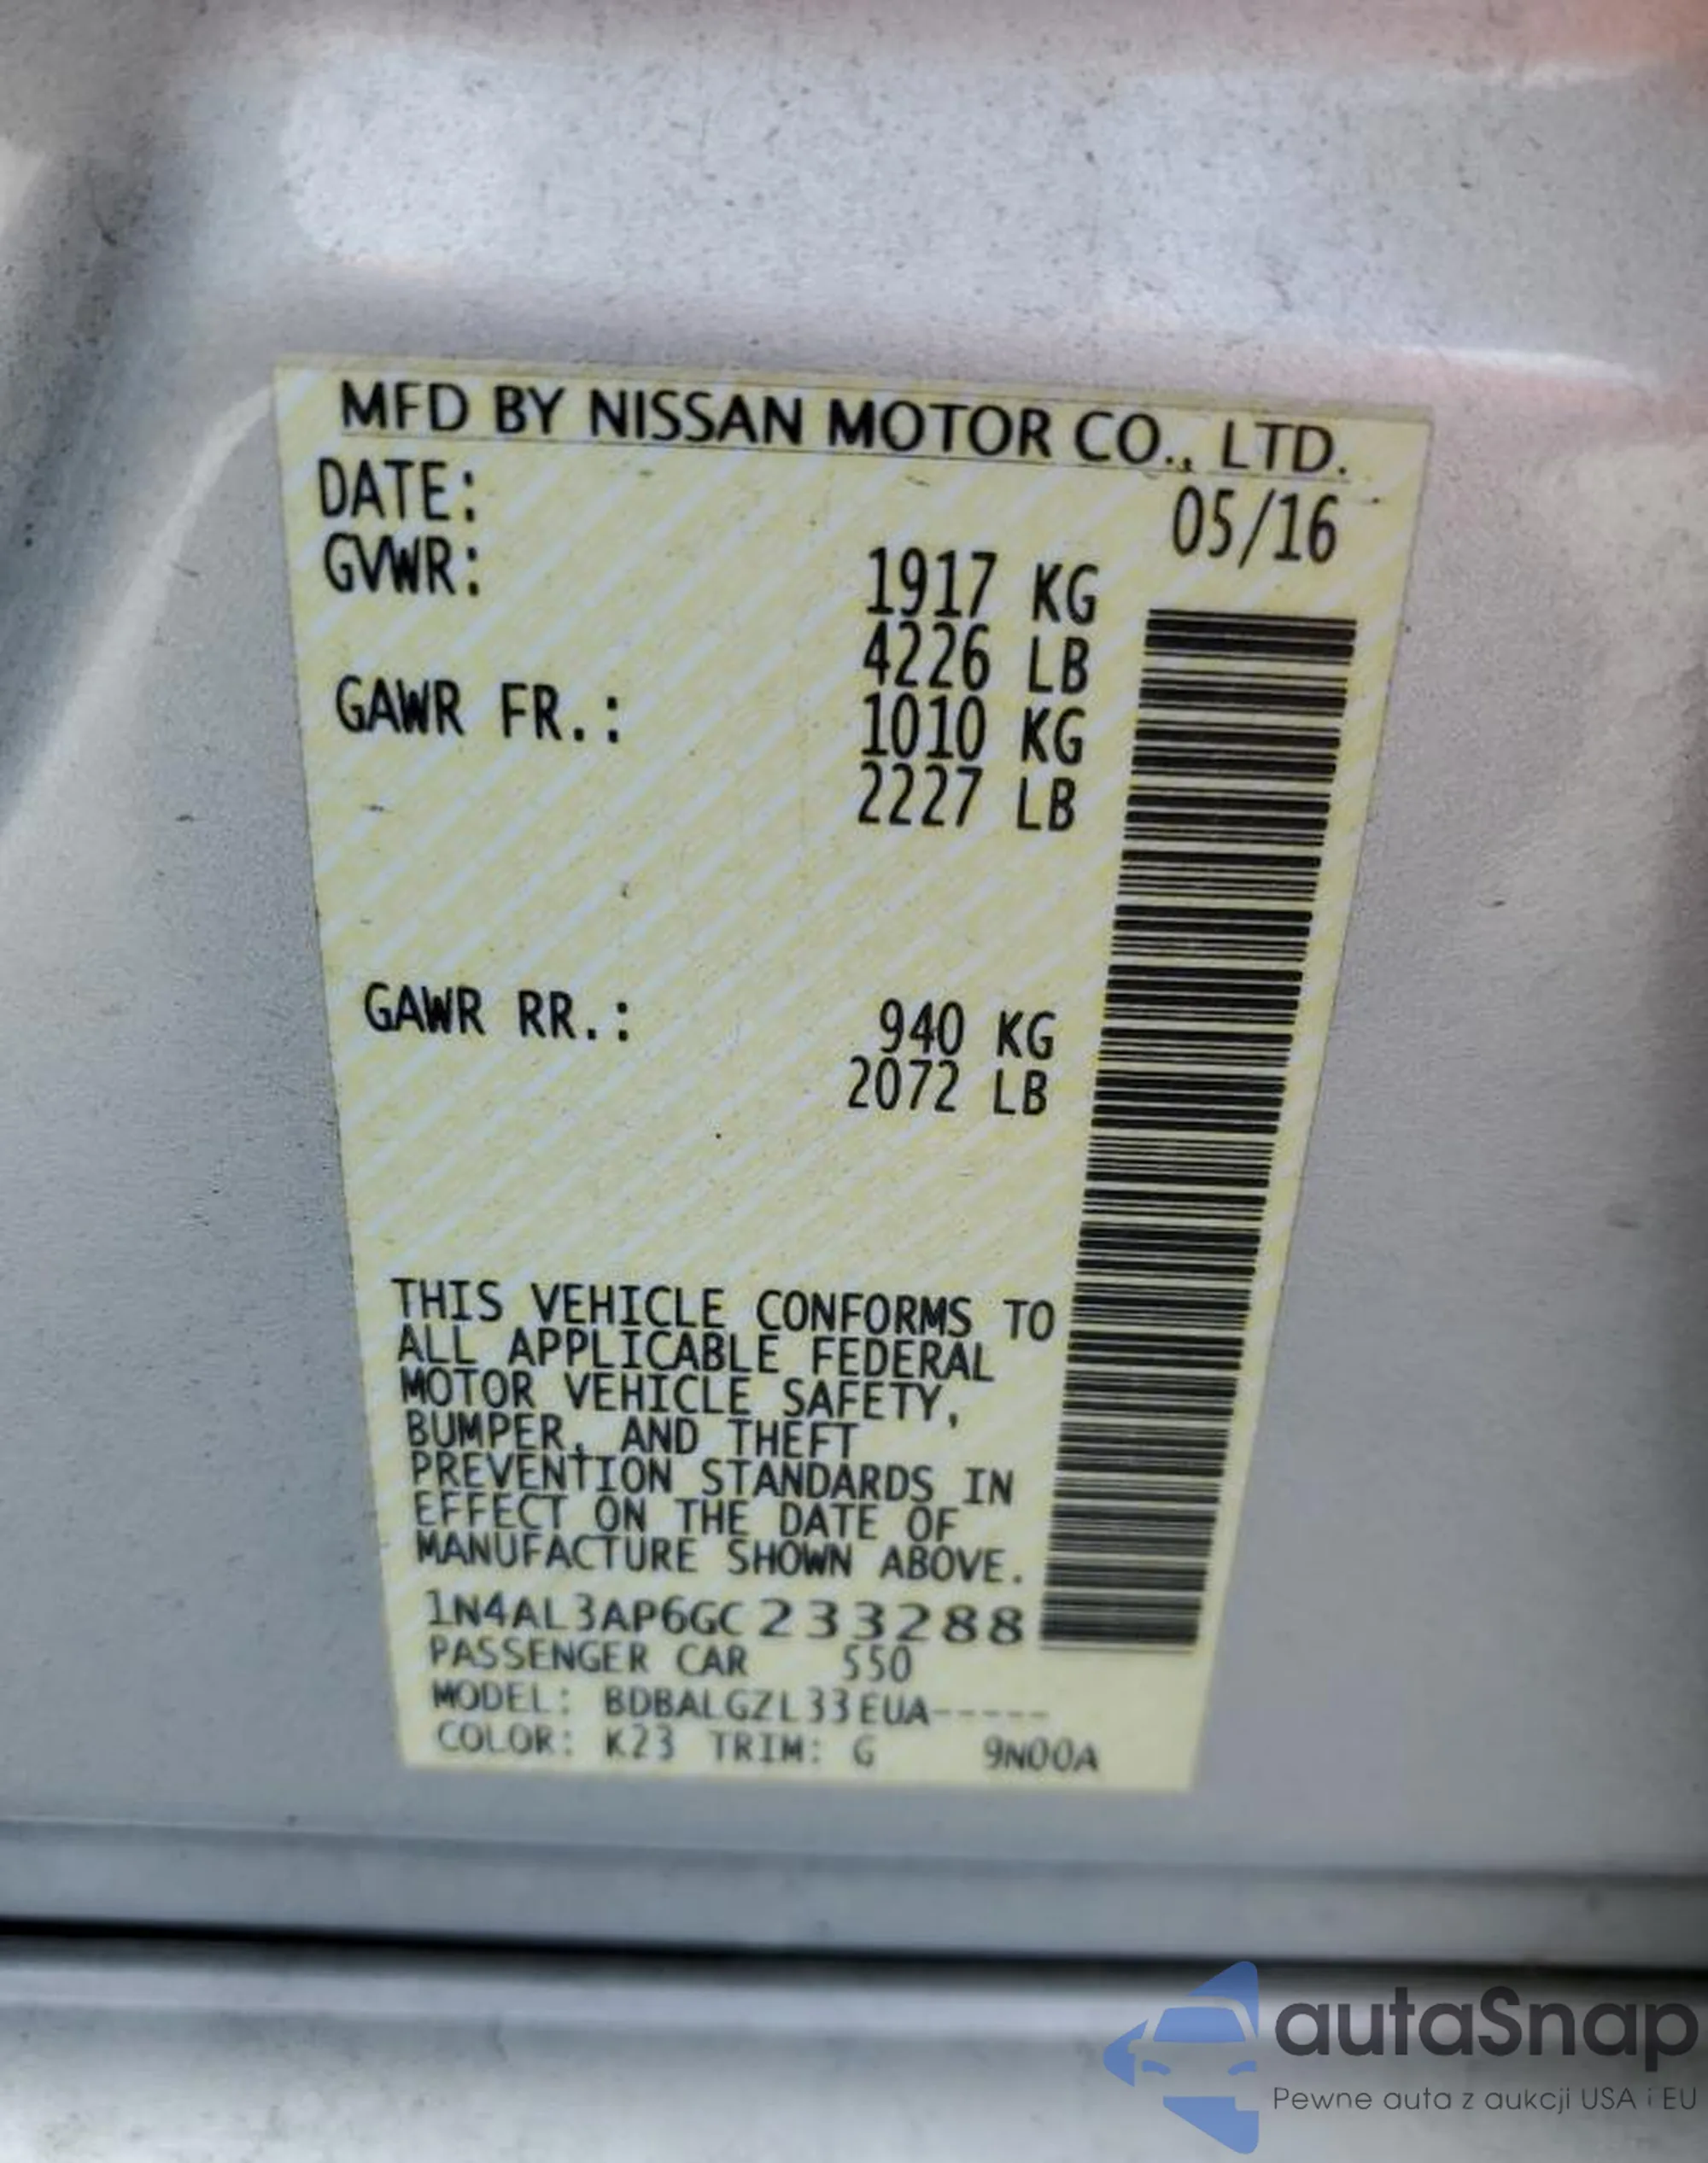 MFD BY NISSAN MOTOR CO., LTD.
DATE: 05/16
GVWR: 1917 KG
4226 LB
GAWR FR.: 1010 KG
2227 LB
GAWR RR.: 940 KG
2072 LB
THIS VEHICLE CONFORMS TO
ALL APPLICABLE FEDERAL
MOTOR VEHICLE SAFETY,
BUMPER, AND THEFT
PREVENTION STANDARDS IN
EFFECT ON THE DATE OF
MANUFACTURE SHOWN ABOVE.
1N4AL3AP6GC233288
PASSENGER CAR 550
MODEL: BDBALGZL33EUA-----
COLOR: K23 TRIM: G 9N00A
autaSnap
Pewne auta z aukcji USA i EU